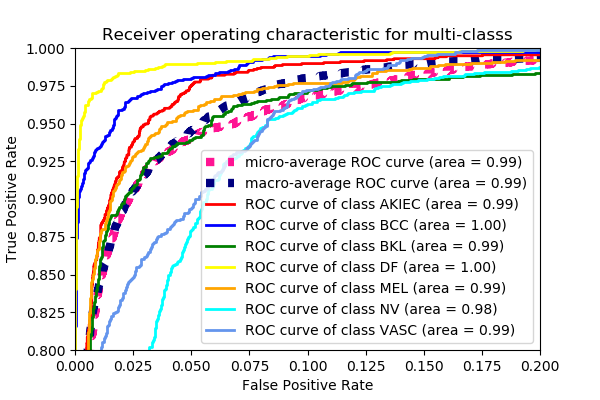 Receiver operating characteristic for multi-classs
1.000
0.975
0.950
0.925
0.900
0.875
0.850
0.825
0.800
True Positive Rate
micro-average ROC curve (area = 0.99)
macro-average ROC curve (area = 0.99)
ROC curve of class AKIEC (area = 0.99)
ROC curve of class BCC (area = 1.00)
ROC curve of class BKL (area = 0.99)
ROC curve of class DF (area = 1.00)
ROC curve of class MEL (area = 0.99)
ROC curve of class NV (area = 0.98)
ROC curve of class VASC (area = 0.99)
0.000 0.025 0.050 0.075 0.100 0.125 0.150 0.175 0.200
False Positive Rate